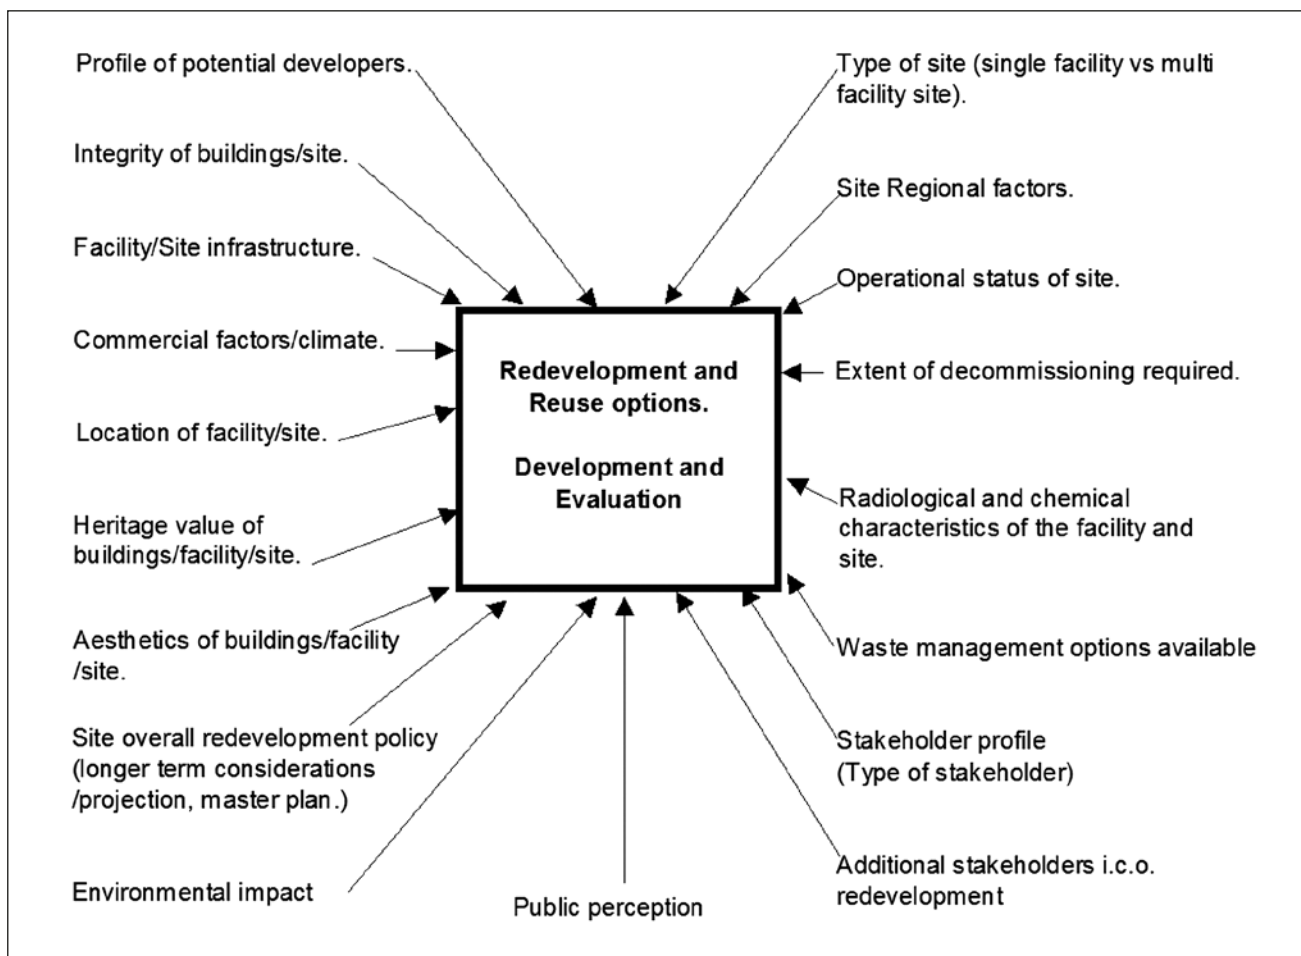 Profile of potential developers.
Integrity of buildings/site.
Facility/Site infrastructure.
Commercial factors/climate.
Location of facility/site.
Heritage value of
buildings/facility/site.
Aesthetics of buildings/facility
/site.
Site overall redevelopment policy
(longer term considerations
/projection, master plan.)
Environmental impact
Redevelopment and
Reuse options.
Development and
Evaluation
Public perception
Type of site (single facility vs multi
facility site).
Site Regional factors.
Operational status of site.
Extent of decommissioning required.
Radiological and chemical
characteristics of the facility and
site.
Waste management options available
Stakeholder profile
(Type of stakeholder)
Additional stakeholders i.c.o.
redevelopment